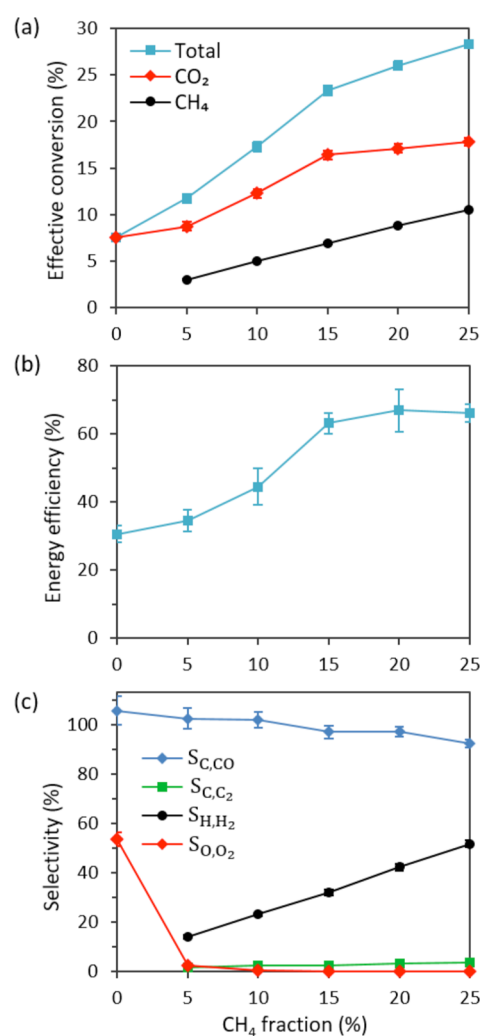 (a)
30
25
20
15
10
5
0
Effective conversion (%)
Total
CO₂
CH₄
0 5 10 15 20 25
(b)
80
60
40
20
0
Energy efficiency (%)
0 5 10 15 20 25
(c)
100
80
60
40
20
0
Selectivity (%)
S_C,CO
S_C,C₂
S_H,H₂
S_O,O₂
0 5 10 15 20 25
CH₄ fraction (%)